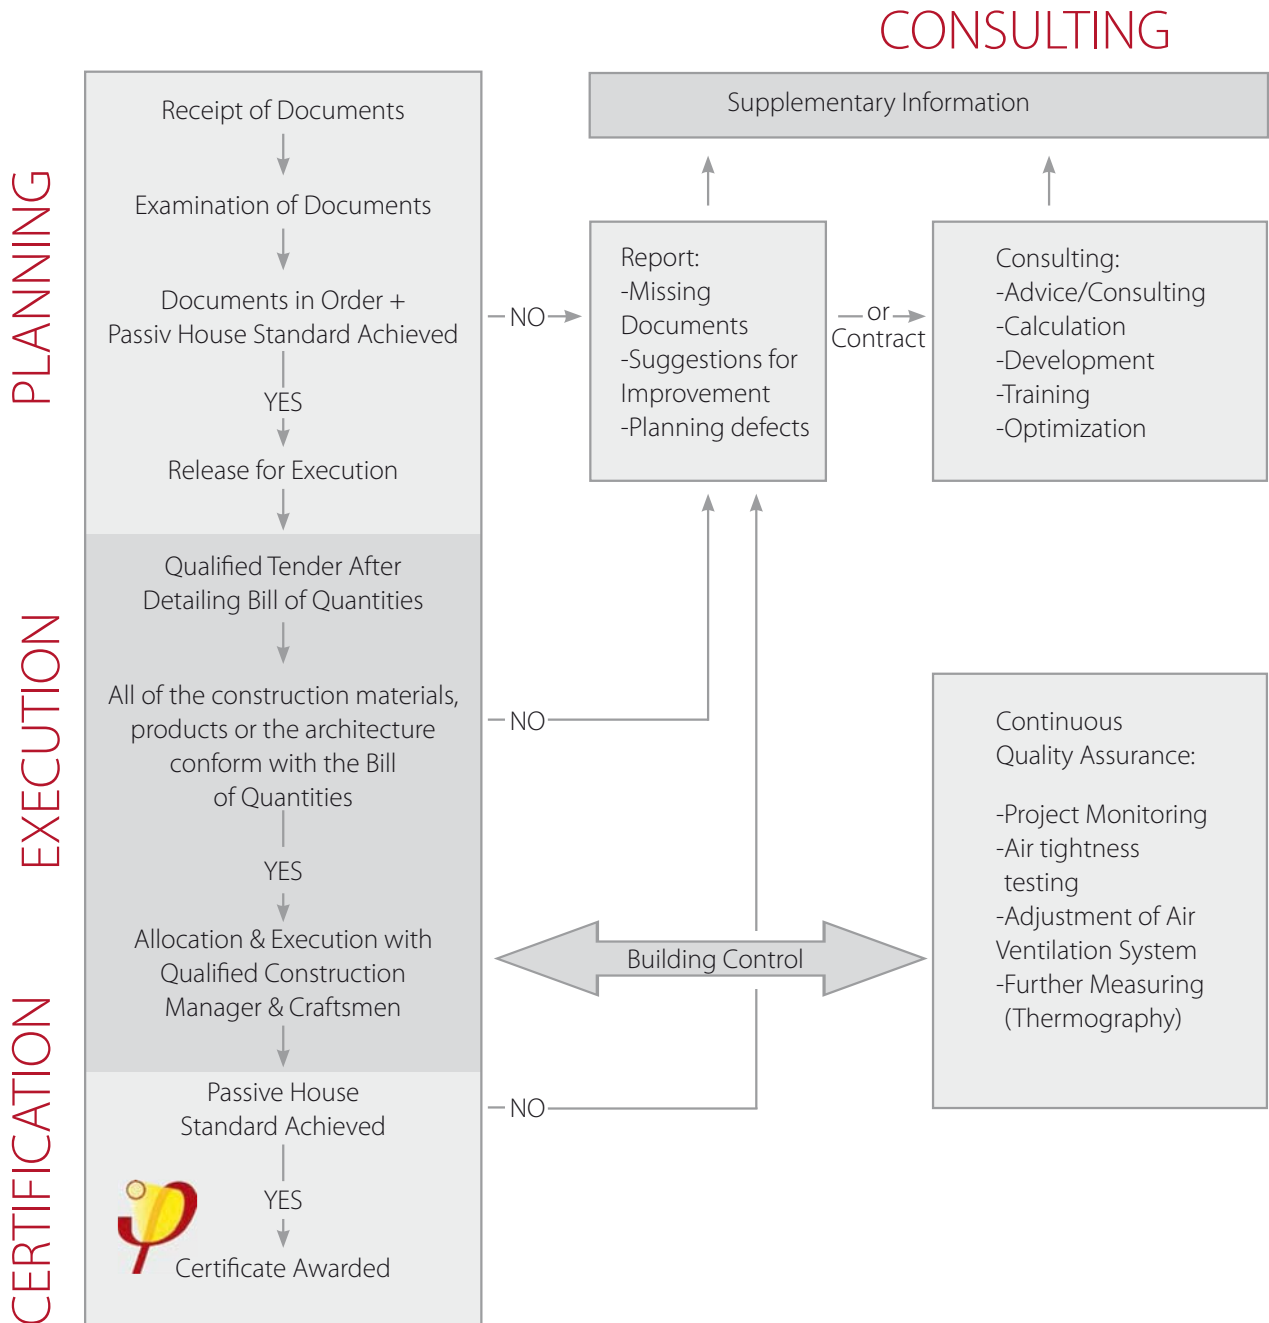 CONSULTING
PLANNING
Receipt of Documents
Examination of Documents
Documents in Order +
Passiv House Standard Achieved
NO
YES
Release for Execution
Supplementary Information
Report:
-Missing
Documents
-Suggestions for
Improvement
-Planning defects
or
Contract
Consulting:
-Advice/Consulting
-Calculation
-Development
-Training
-Optimization
EXECUTION
Qualified Tender After
Detailing Bill of Quantities
All of the construction materials,
products or the architecture
conform with the Bill
of Quantities
NO
YES
Allocation & Execution with
Qualified Construction
Manager & Craftsmen
Building Control
Continuous
Quality Assurance:
-Project Monitoring
-Air tightness
testing
-Adjustment of Air
Ventilation System
-Further Measuring
(Thermography)
CERTIFICATION
Passive House
Standard Achieved
NO
YES
Certificate Awarded